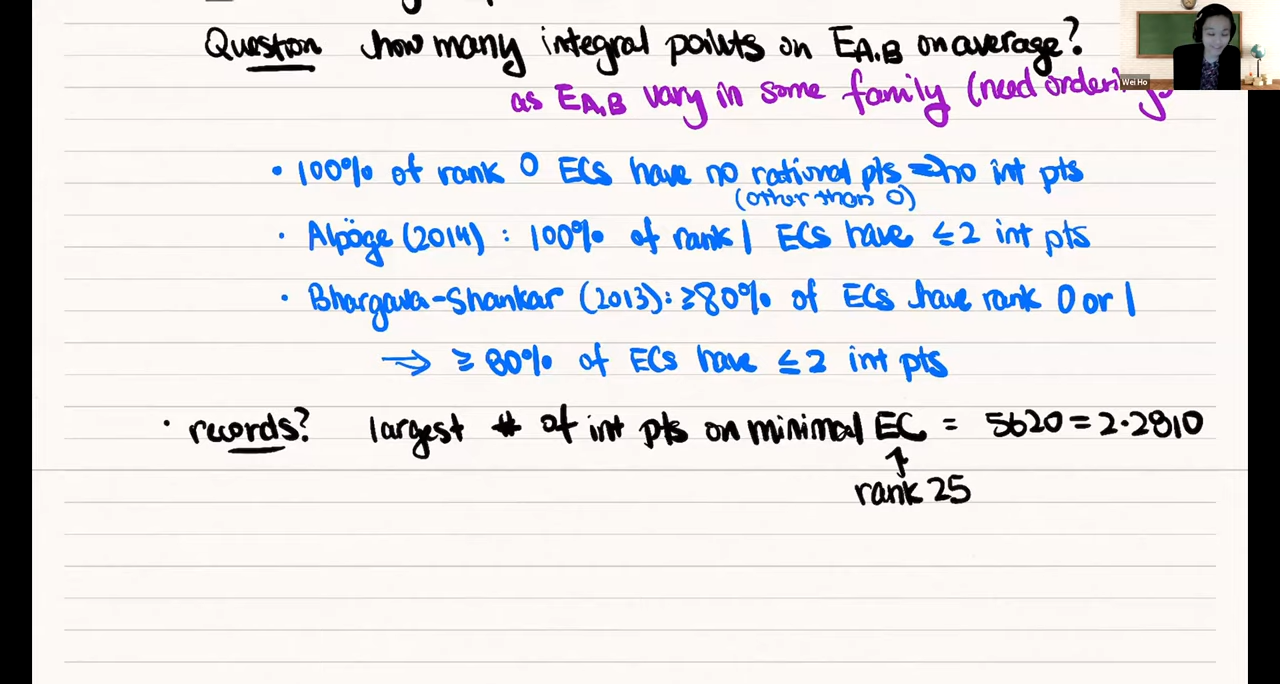 Question how many integral points on E_{A,B} on average?
Wei Ho
as E_{A,B} vary in some family (need ordering
• 100% of rank 0 ECs have no rational pts ⇒ no int pts
(other than 0)
• Alpöge (2014) : 100% of rank 1 ECs have ≤ 2 int pts
• Bhargava-Shankar (2013): ≥80% of ECs have rank 0 or 1
⇒ ≥ 80% of ECs have ≤ 2 int pts
• records? largest # of int pts on minimal EC = 5620 = 2·2810
↑
rank 25